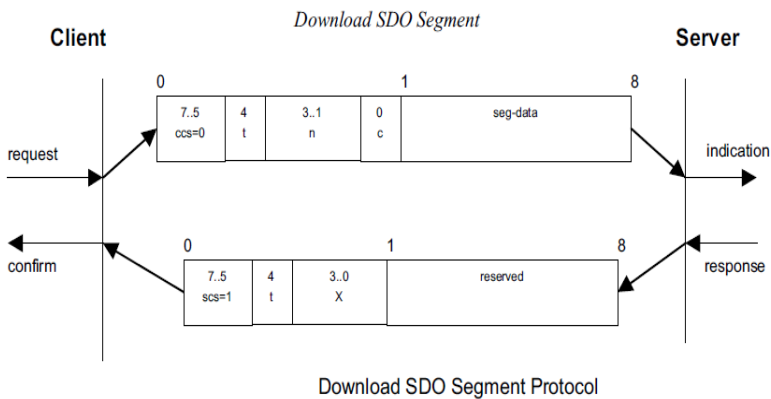 Download SDO Segment
Client
Server
0 1 8
7..5 4 3..1 0 seg-data
ccs=0 t n c
request
indication
0 1 8
confirm
response
7..5 4 3..0 reserved
scs=1 t X
Download SDO Segment Protocol